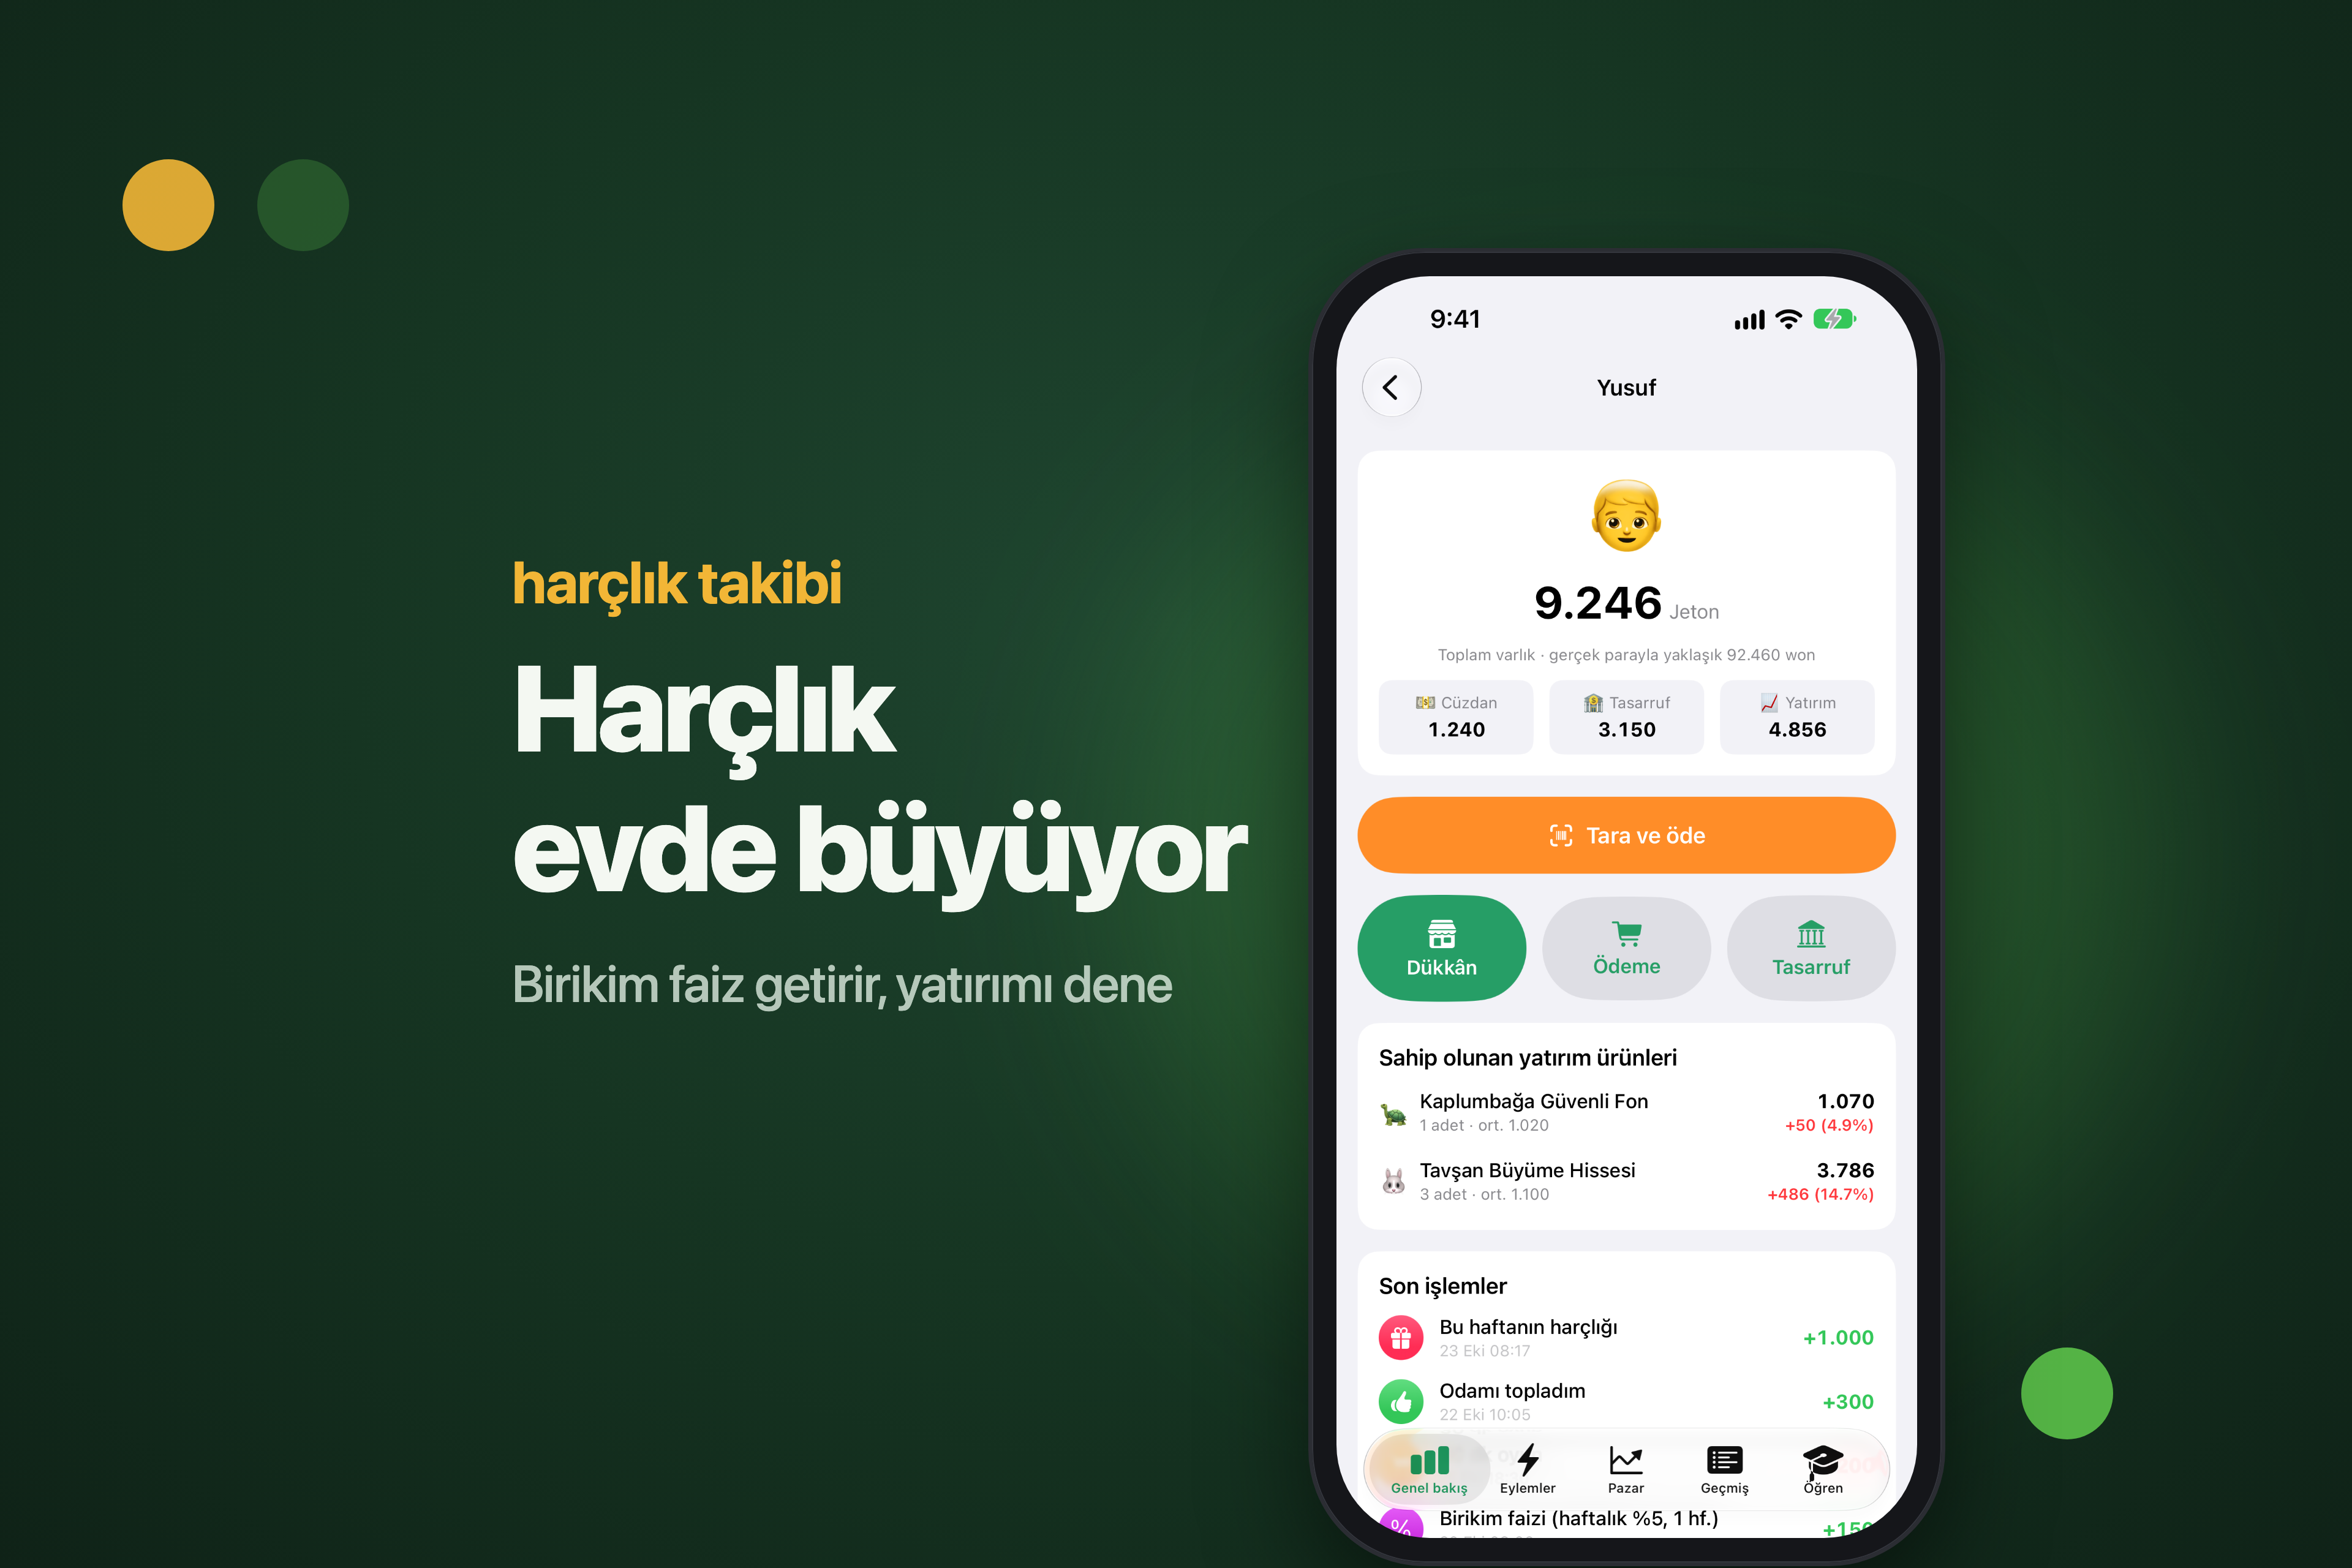 harçlık takibi
Harçlık
evde büyüyor
Birikim faiz getirir, yatırımı dene
9:41
Yusuf
9.246 Jeton
Toplam varlık · gerçek parayla yaklaşık 92.460 won
Cüzdan
1.240
Tasarruf
3.150
Yatırım
4.856
Tara ve öde
Dükkân
Ödeme
Tasarruf
Sahip olunan yatırım ürünleri
Kaplumbağa Güvenli Fon
1.070
1 adet · ort. 1.020
+50 (4.9%)
Tavşan Büyüme Hissesi
3.786
3 adet · ort. 1.100
+486 (14.7%)
Son işlemler
Bu haftanın harçlığı
+1.000
23 Eki 08:17
Odamı topladım
+300
22 Eki 10:05
Genel bakış
Eylemler
Pazar
Geçmiş
Öğren
Birikim faizi (haftalık %5, 1 hf.)
+150